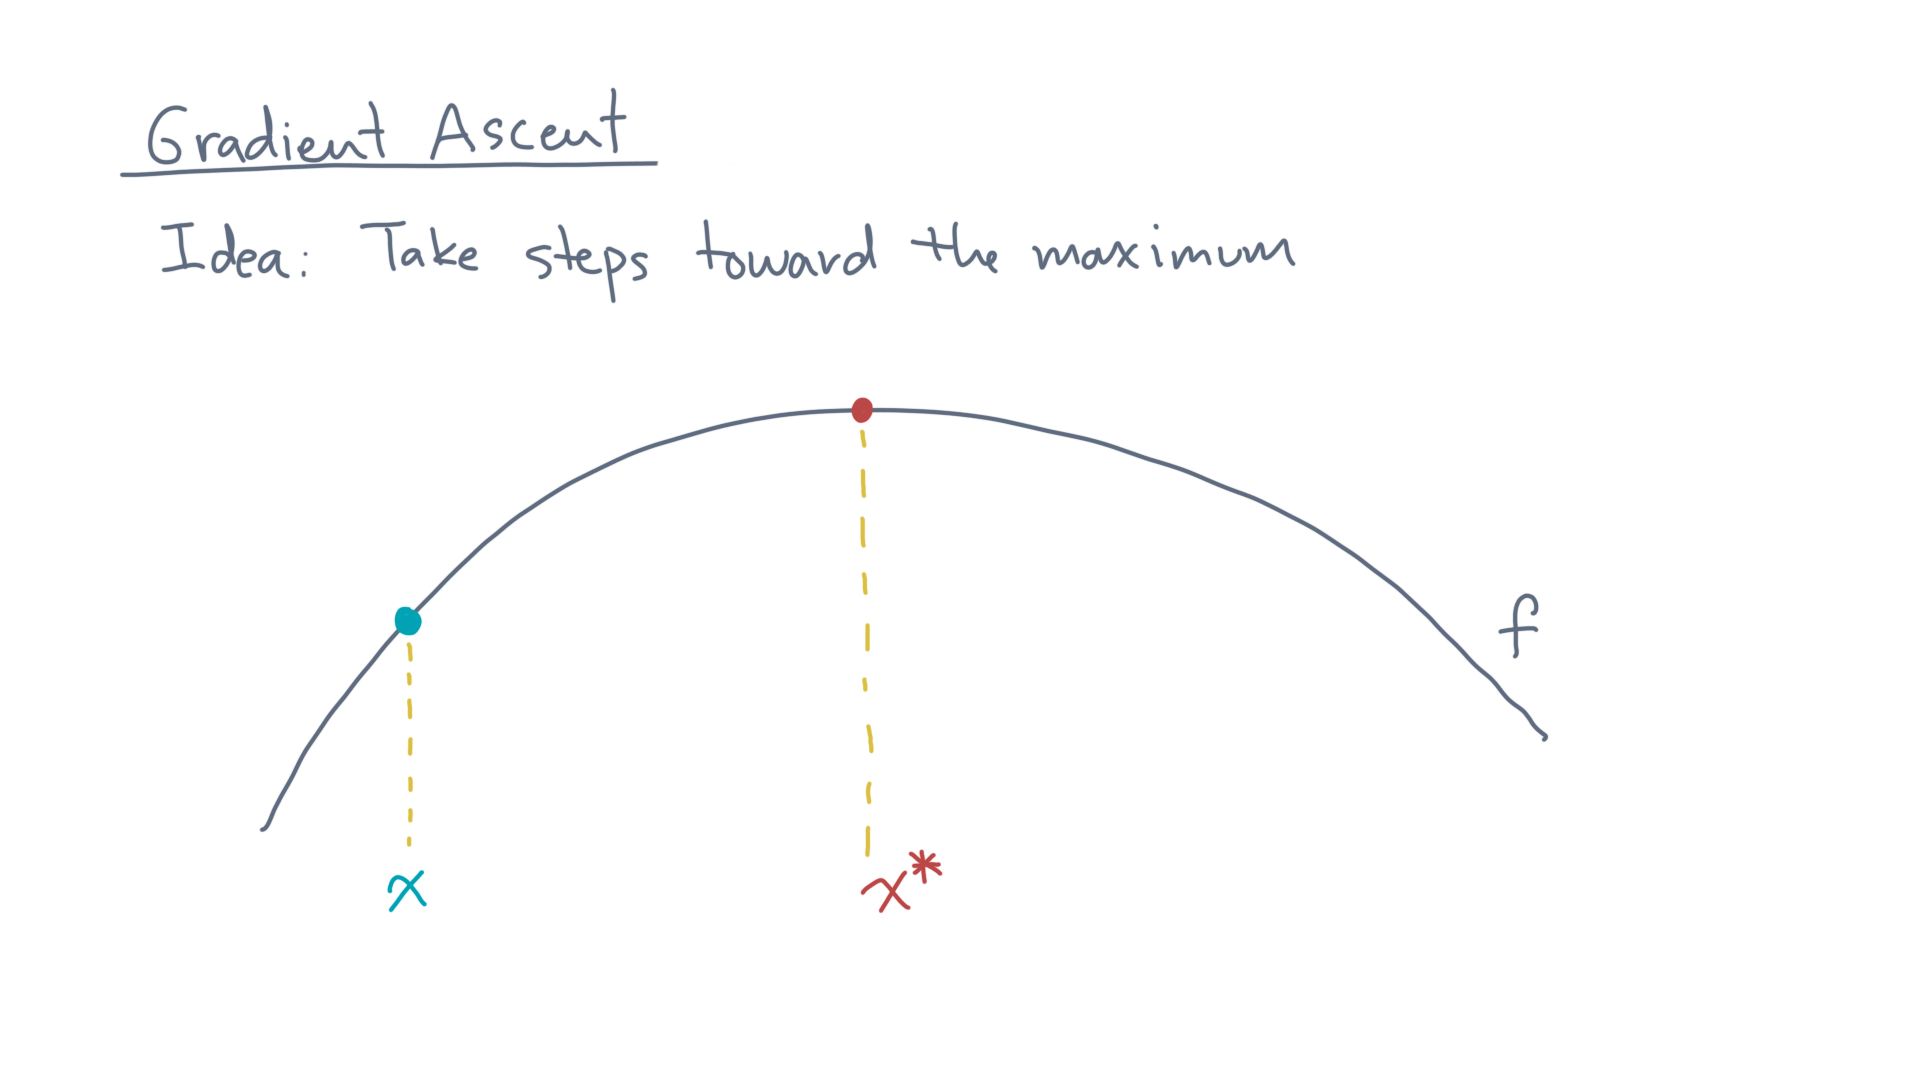 Gradient Ascent
Idea: Take steps toward the maximum
f
x
x*